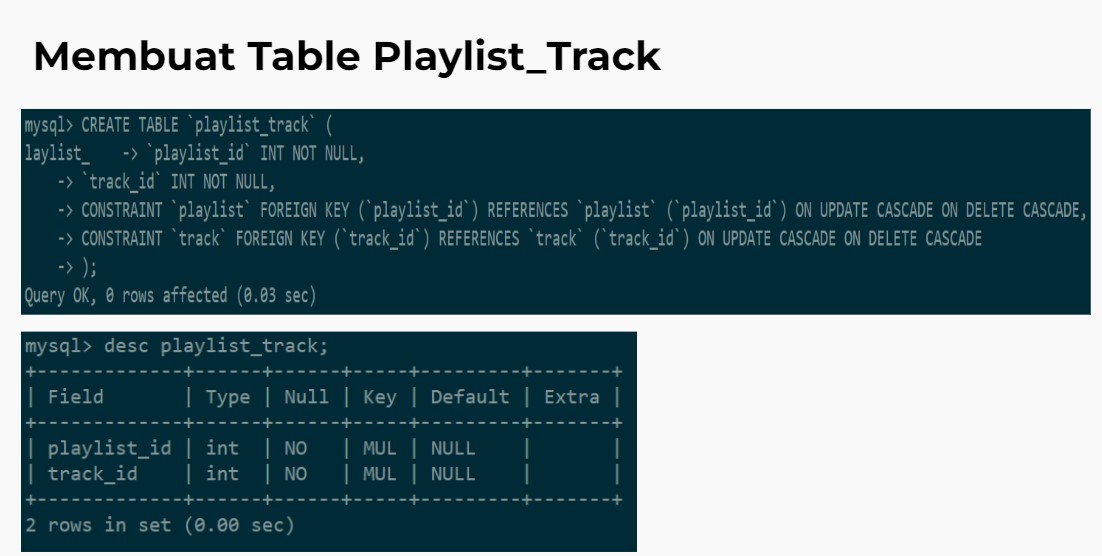 Membuat Table Playlist_Track
mysql> CREATE TABLE `playlist_track` (
laylist_    -> `playlist_id` INT NOT NULL,
    -> `track_id` INT NOT NULL,
    -> CONSTRAINT `playlist` FOREIGN KEY (`playlist_id`) REFERENCES `playlist` (`playlist_id`) ON UPDATE CASCADE ON DELETE CASCADE,
    -> CONSTRAINT `track` FOREIGN KEY (`track_id`) REFERENCES `track` (`track_id`) ON UPDATE CASCADE ON DELETE CASCADE
    -> );
Query OK, 0 rows affected (0.03 sec)
mysql> desc playlist_track;
+-------------+------+------+-----+---------+-------+
| Field       | Type | Null | Key | Default | Extra |
+-------------+------+------+-----+---------+-------+
| playlist_id | int  | NO   | MUL | NULL    |       |
| track_id    | int  | NO   | MUL | NULL    |       |
+-------------+------+------+-----+---------+-------+
2 rows in set (0.00 sec)